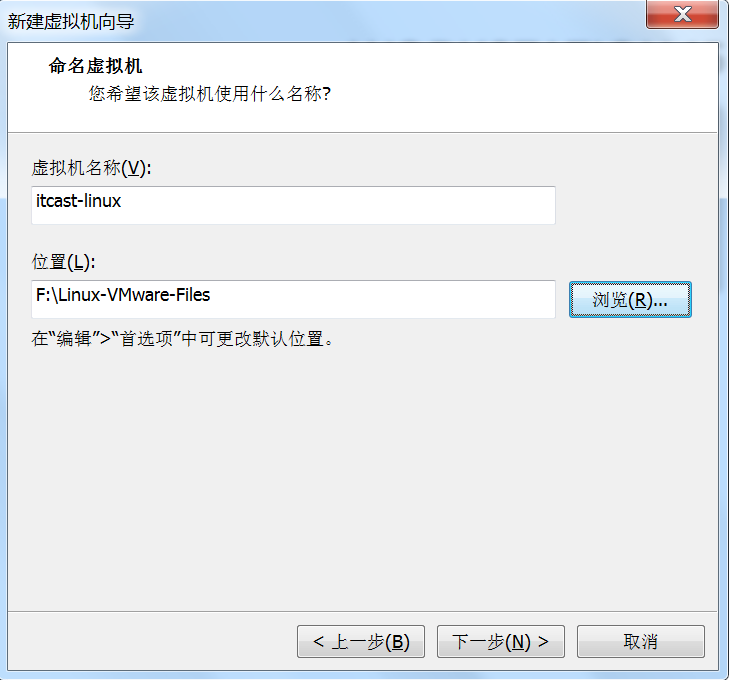 新建虚拟机向导
命名虚拟机
您希望该虚拟机使用什么名称?
虚拟机名称(V):
itcast-linux
位置(L):
F:\Linux-VMware-Files
浏览(R)...
在“编辑”>“首选项”中可更改默认位置。
< 上一步(B)
下一步(N) >
取消